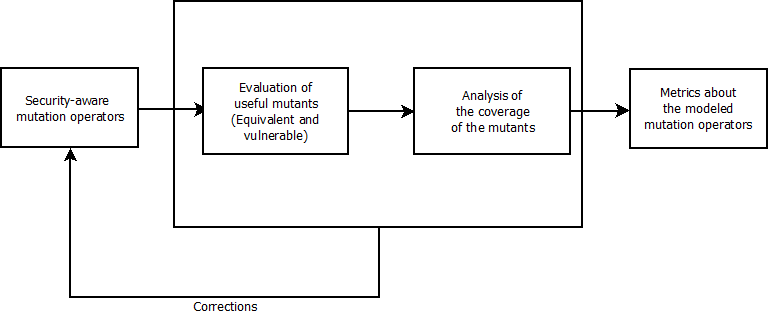 Security-aware
mutation operators
Evaluation of
useful mutants
(Equivalent and
vulnerable)
Analysis of
the coverage
of the mutants
Metrics about
the modeled
mutation operators
Corrections